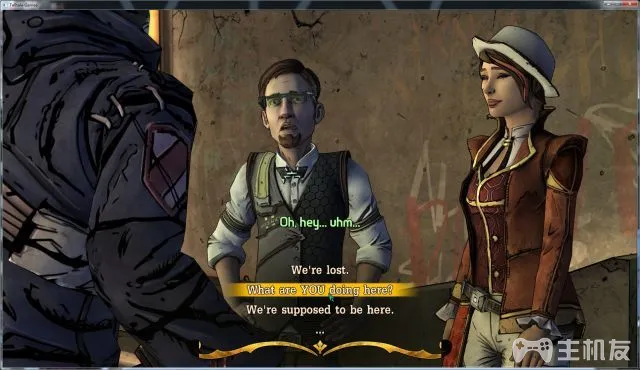 Telltale Games
Oh, hey... uhm...
We're lost.
What are YOU doing here?
We're supposed to be here.
...
主机友